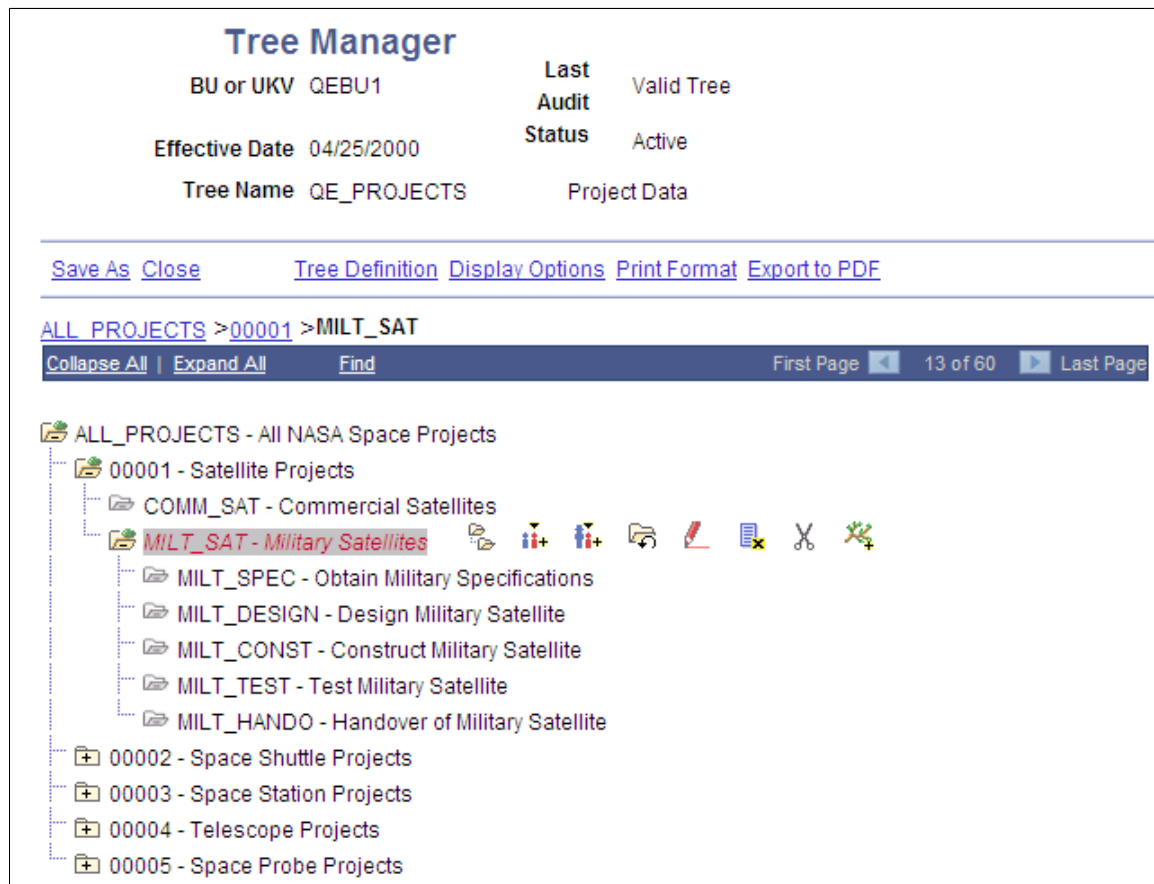 Tree Manager
BU or UKV QEBU1 Last Audit Valid Tree
Effective Date 04/25/2000 Status Active
Tree Name QE_PROJECTS Project Data
Save As Close Tree Definition Display Options Print Format Export to PDF
ALL_PROJECTS >00001 >MILT_SAT
Collapse All | Expand All Find First Page 13 of 60 Last Page
ALL_PROJECTS - All NASA Space Projects
00001 - Satellite Projects
COMM_SAT - Commercial Satellites
MILT_SAT - Military Satellites
MILT_SPEC - Obtain Military Specifications
MILT_DESIGN - Design Military Satellite
MILT_CONST - Construct Military Satellite
MILT_TEST - Test Military Satellite
MILT_HANDO - Handover of Military Satellite
00002 - Space Shuttle Projects
00003 - Space Station Projects
00004 - Telescope Projects
00005 - Space Probe Projects